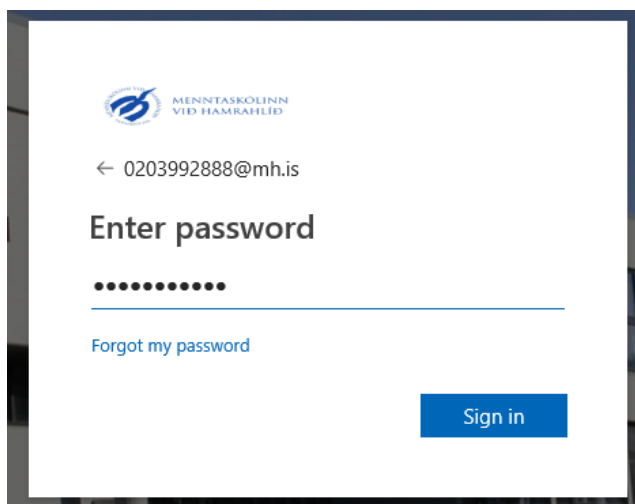 MENNTASKÓLINN
VIÐ HAMRAHLÍÐ
← 0203992888@mh.is
Enter password
•••••••••••
Forgot my password
Sign in